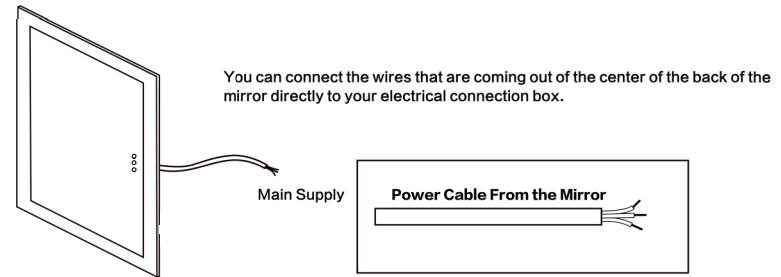 You can connect the wires that are coming out of the center of the back of the
mirror directly to your electrical connection box.
Main Supply
Power Cable From the Mirror